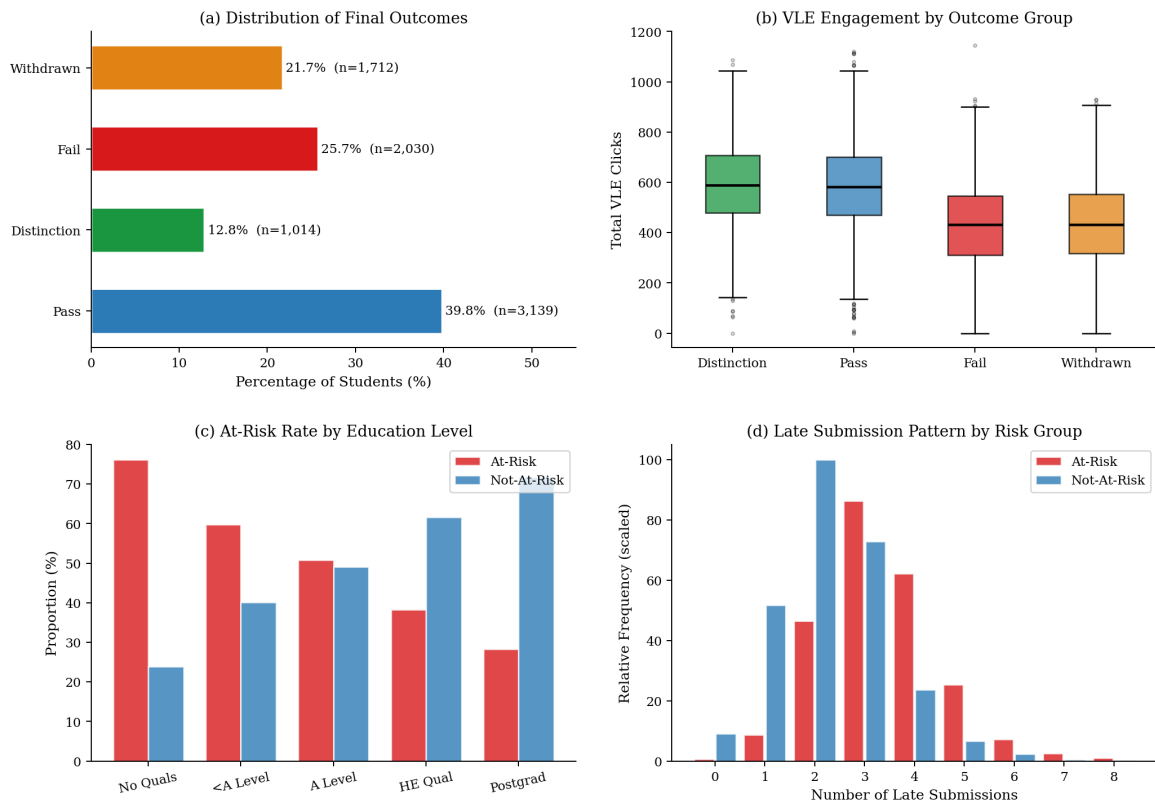 (a) Distribution of Final Outcomes
Withdrawn
21.7%  (n=1,712)
Fail
25.7%  (n=2,030)
Distinction
12.8%  (n=1,014)
Pass
39.8%  (n=3,139)
0 10 20 30 40 50
Percentage of Students (%)
(b) VLE Engagement by Outcome Group
Total VLE Clicks
1200
1000
800
600
400
200
0
Distinction Pass Fail Withdrawn
(c) At-Risk Rate by Education Level
Proportion (%)
80
70
60
50
40
30
20
10
0
At-Risk
Not-At-Risk
No Quals <A Level A Level HE Qual Postgrad
(d) Late Submission Pattern by Risk Group
Relative Frequency (scaled)
100
80
60
40
20
0
At-Risk
Not-At-Risk
0 1 2 3 4 5 6 7 8
Number of Late Submissions